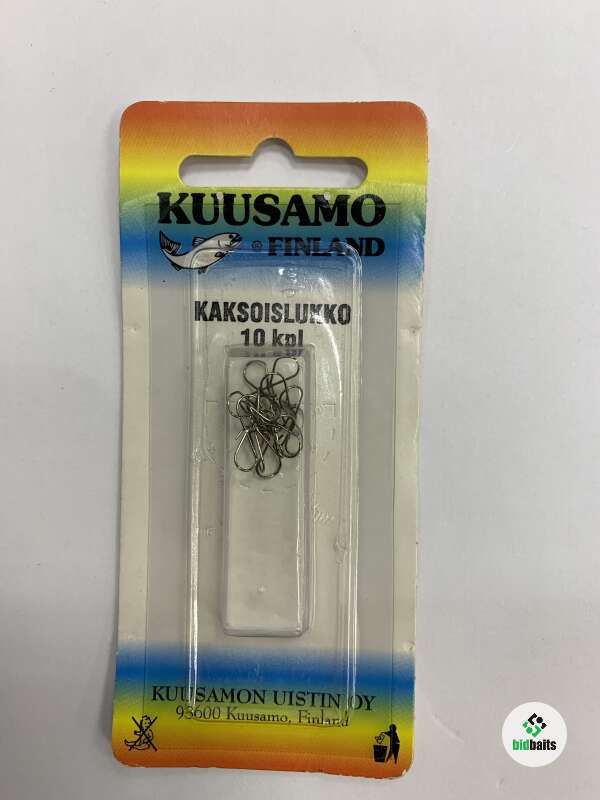 KUUSAMO
® FINLAND
KAKSOISLUKKO
10 kpl
KUUSAMON UISTIN OY
93600 Kuusamo, Finland
bidbaits